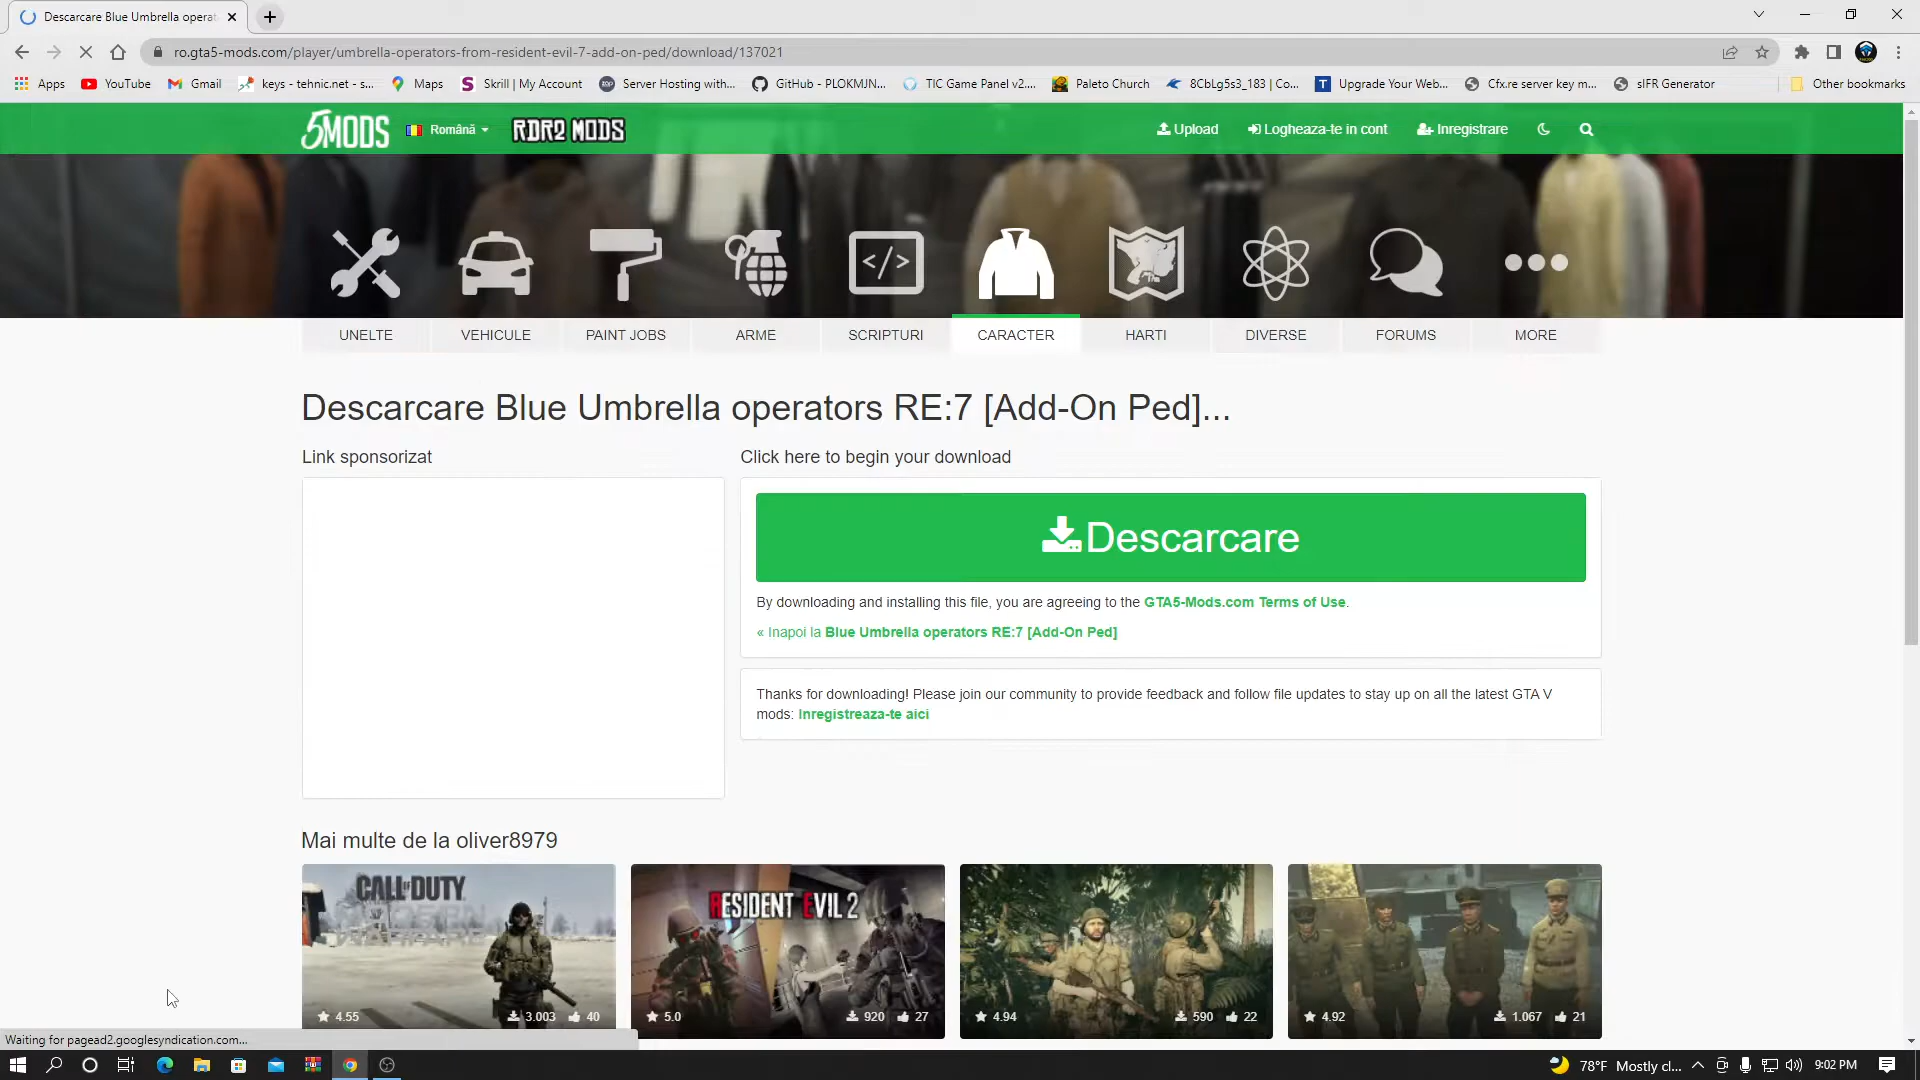 Descarcare Blue Umbrella operat
ro.gta5-mods.com/player/umbrella-operators-from-resident-evil-7-add-on-ped/download/137021
Apps YouTube Gmail keys - tehnic.net - s... Maps Skrill | My Account Server Hosting with... GitHub - PLOKMJN... TIC Game Panel v2.... Paleto Church 8CbLg5s3_183 | Co... Upgrade Your Web... Cfx.re server key m... sIFR Generator Other bookmarks
5MODS Română RDR2 MODS Upload Logheaza-te in cont Inregistrare
UNELTE VEHICULE PAINT JOBS ARME SCRIPTURI CARACTER HARTI DIVERSE FORUMS MORE
Descarcare Blue Umbrella operators RE:7 [Add-On Ped]...
Link sponsorizat
Click here to begin your download
Descarcare
By downloading and installing this file, you are agreeing to the GTA5-Mods.com Terms of Use.
« Inapoi la Blue Umbrella operators RE:7 [Add-On Ped]
Thanks for downloading! Please join our community to provide feedback and follow file updates to stay up on all the latest GTA V
mods: Inregistreaza-te aici
Mai multe de la oliver8979
CALL OF DUTY
RESIDENT EVIL 2
4.55 3.003 40
5.0 920 27
4.94 590 22
4.92 1.067 21
Waiting for pagead2.googlesyndication.com...
78°F Mostly cl... 9:02 PM